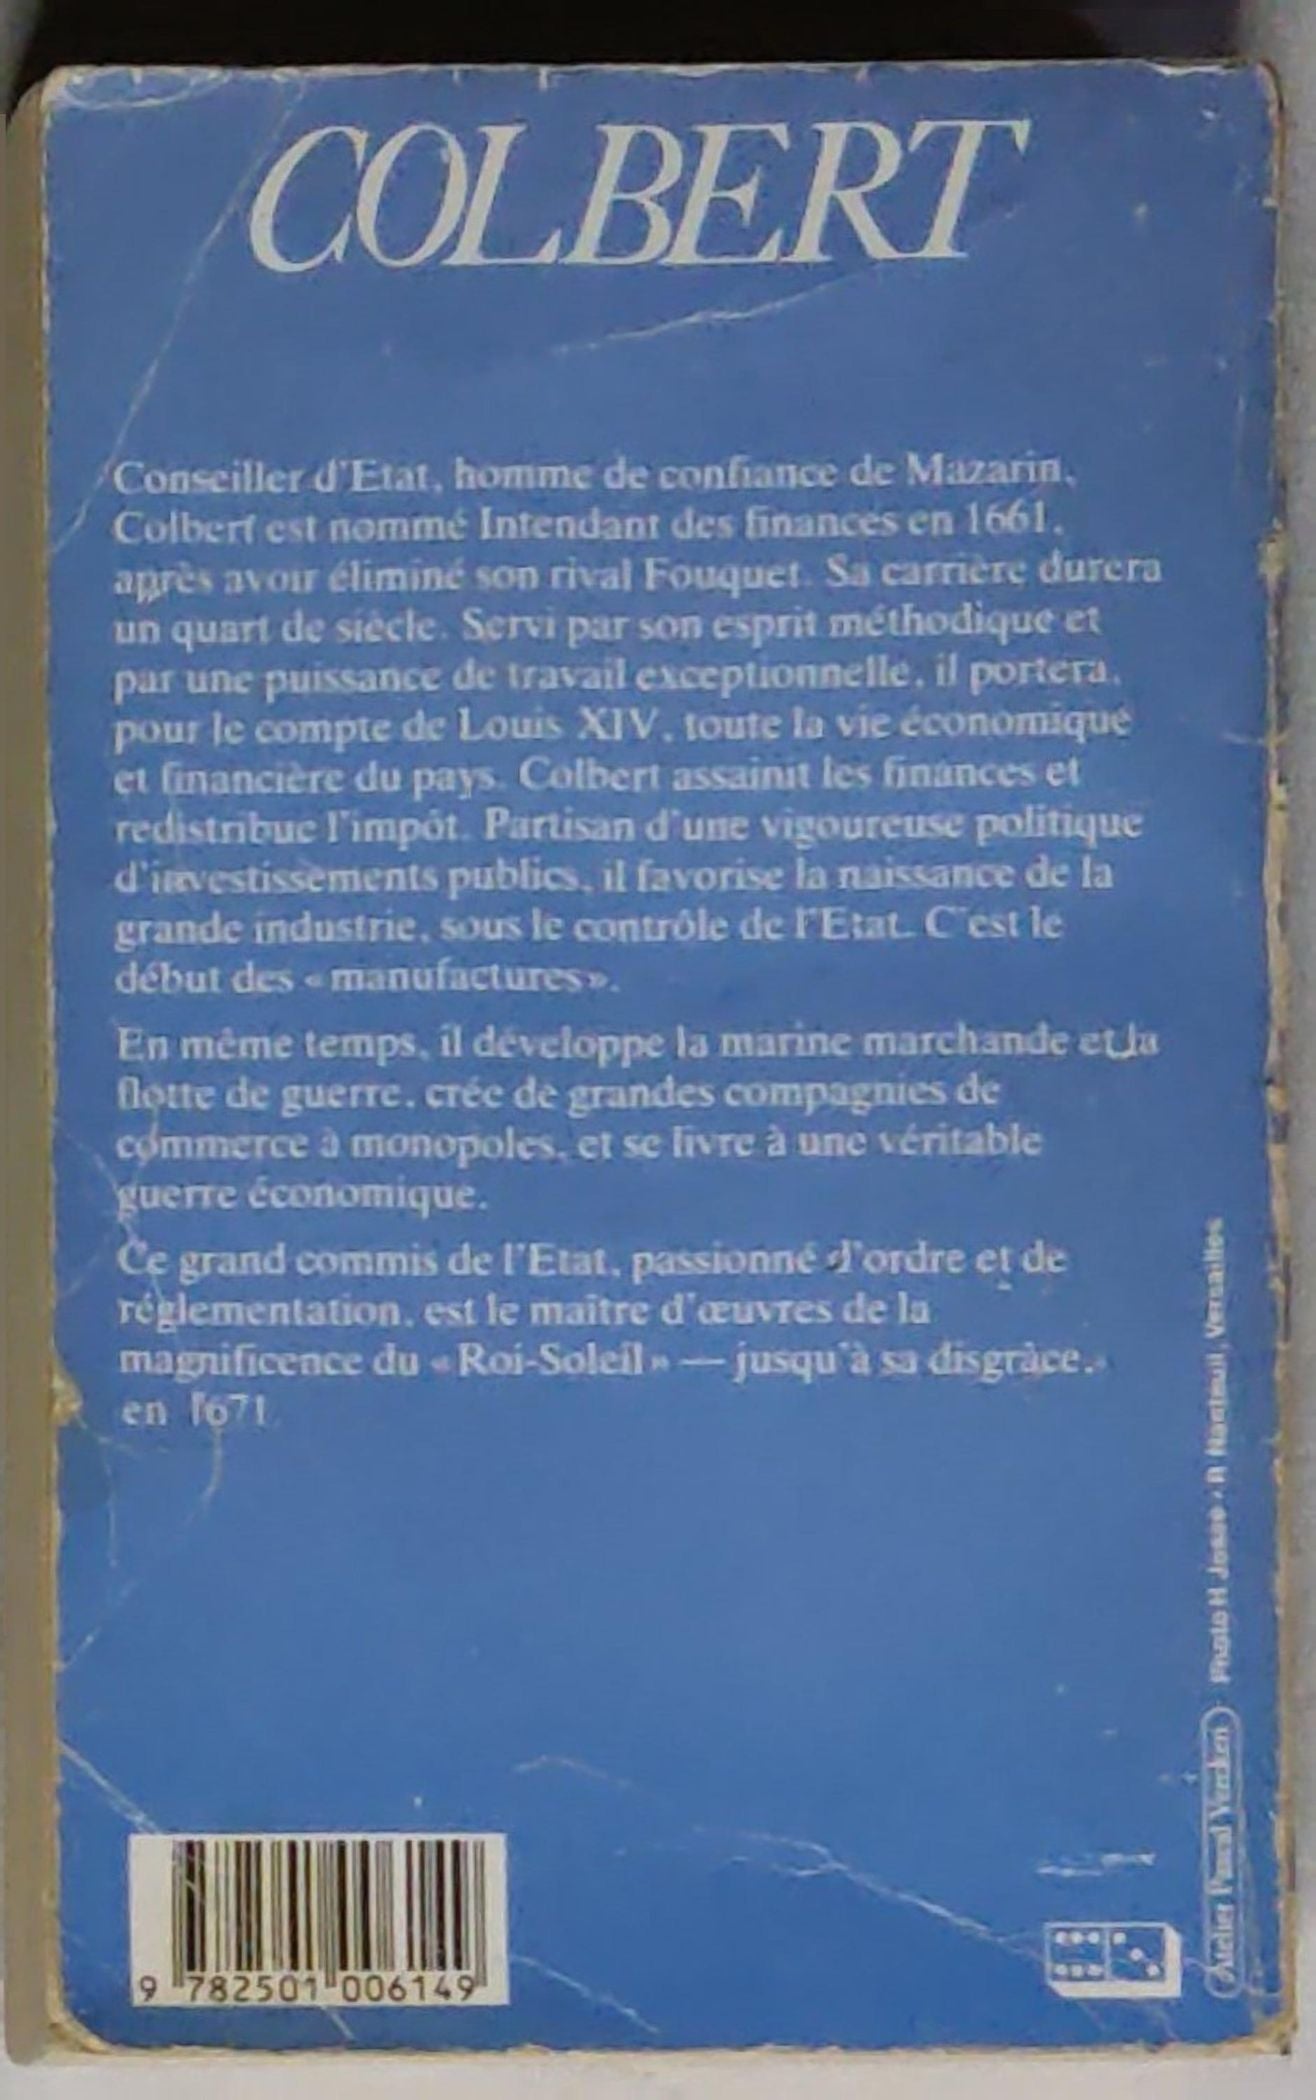 COLBERT
Conseiller d'Etat, homme de confiance de Mazarin,
Colbert est nommé Intendant des finances en 1661,
après avoir éliminé son rival Fouquet. Sa carrière durera
un quart de siècle. Servi par son esprit méthodique et
par une puissance de travail exceptionnelle, il portera,
pour le compte de Louis XIV, toute la vie économique
et financière du pays. Colbert assainit les finances et
redistribue l'impôt. Partisan d'une vigoureuse politique
d'investissements publics, il favorise la naissance de la
grande industrie, sous le contrôle de l'Etat. C'est le
début des « manufactures ».
En même temps, il développe la marine marchande et la
flotte de guerre, crée de grandes compagnies de
commerce à monopoles, et se livre à une véritable
guerre économique.
Ce grand commis de l'Etat, passionné d'ordre et de
réglementation, est le maître d'œuvres de la
magnificence du « Roi-Soleil » — jusqu'à sa disgrâce,
en 1671
Photo H Josse - A Nanteuil, Versailles
Atelier Pascal Vercken
9 782501 006149